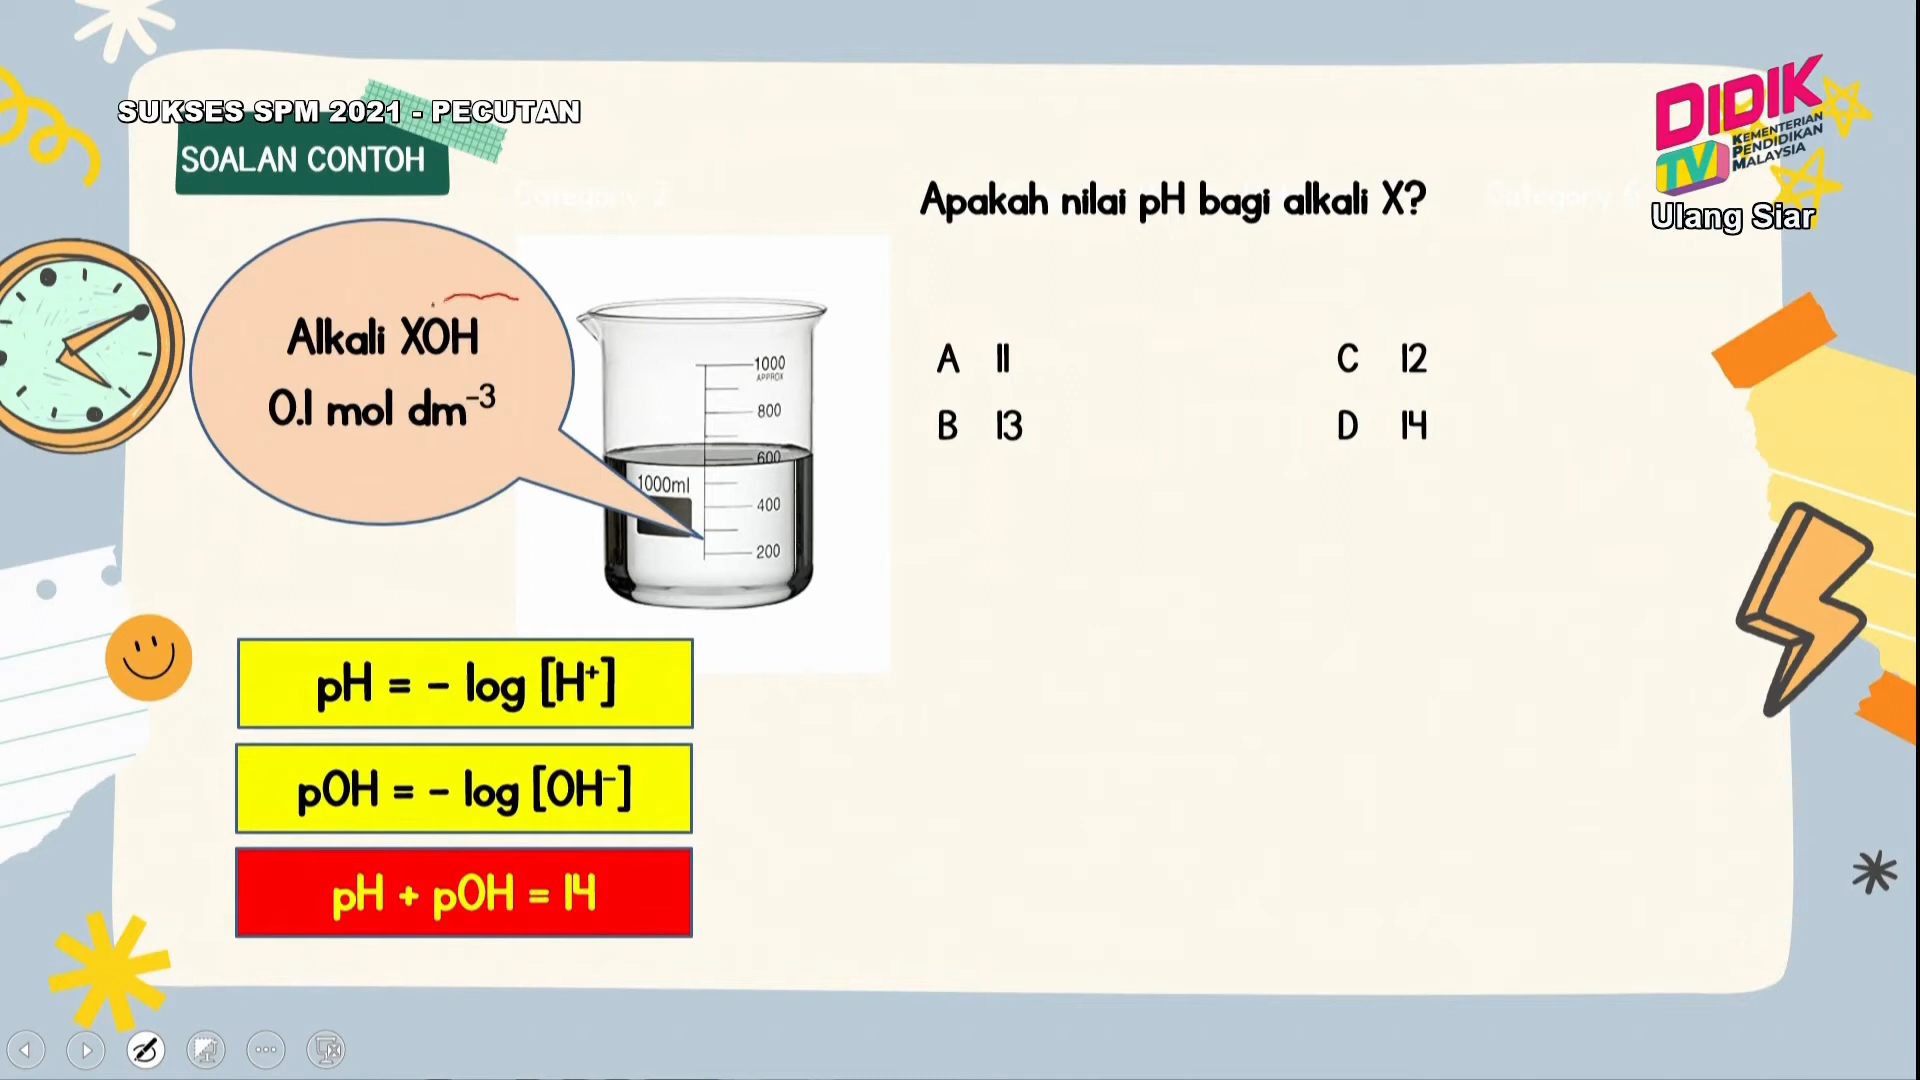 SUKSES SPM 2021 - PECUTAN
SOALAN CONTOH
DIDIK
TV
KEMENTERIAN
PENDIDIKAN
MALAYSIA
Ulang Siar
Apakah nilai pH bagi alkali X?
Alkali XOH
0.1 mol dm⁻³
1000
APPROX
800
600
1000ml
400
200
A 11
B 13
C 12
D 14
pH = – log [H⁺]
pOH = – log [OH⁻]
pH + pOH = 14